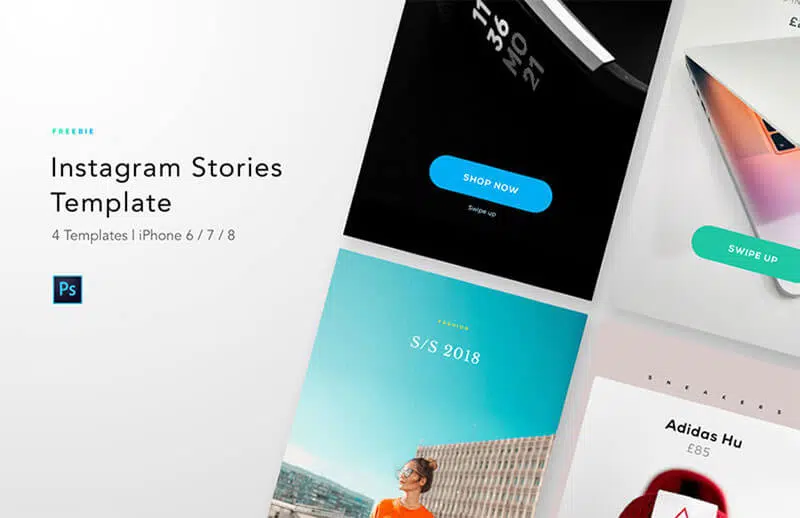 FREEBIE
Instagram Stories
Template
4 Templates | iPhone 6 / 7 / 8
Ps
11
36
MO
21
SHOP NOW
Swipe up
£
SWIPE UP
FASHION
S/S 2018
SNEAKERS
Adidas Hu
£85